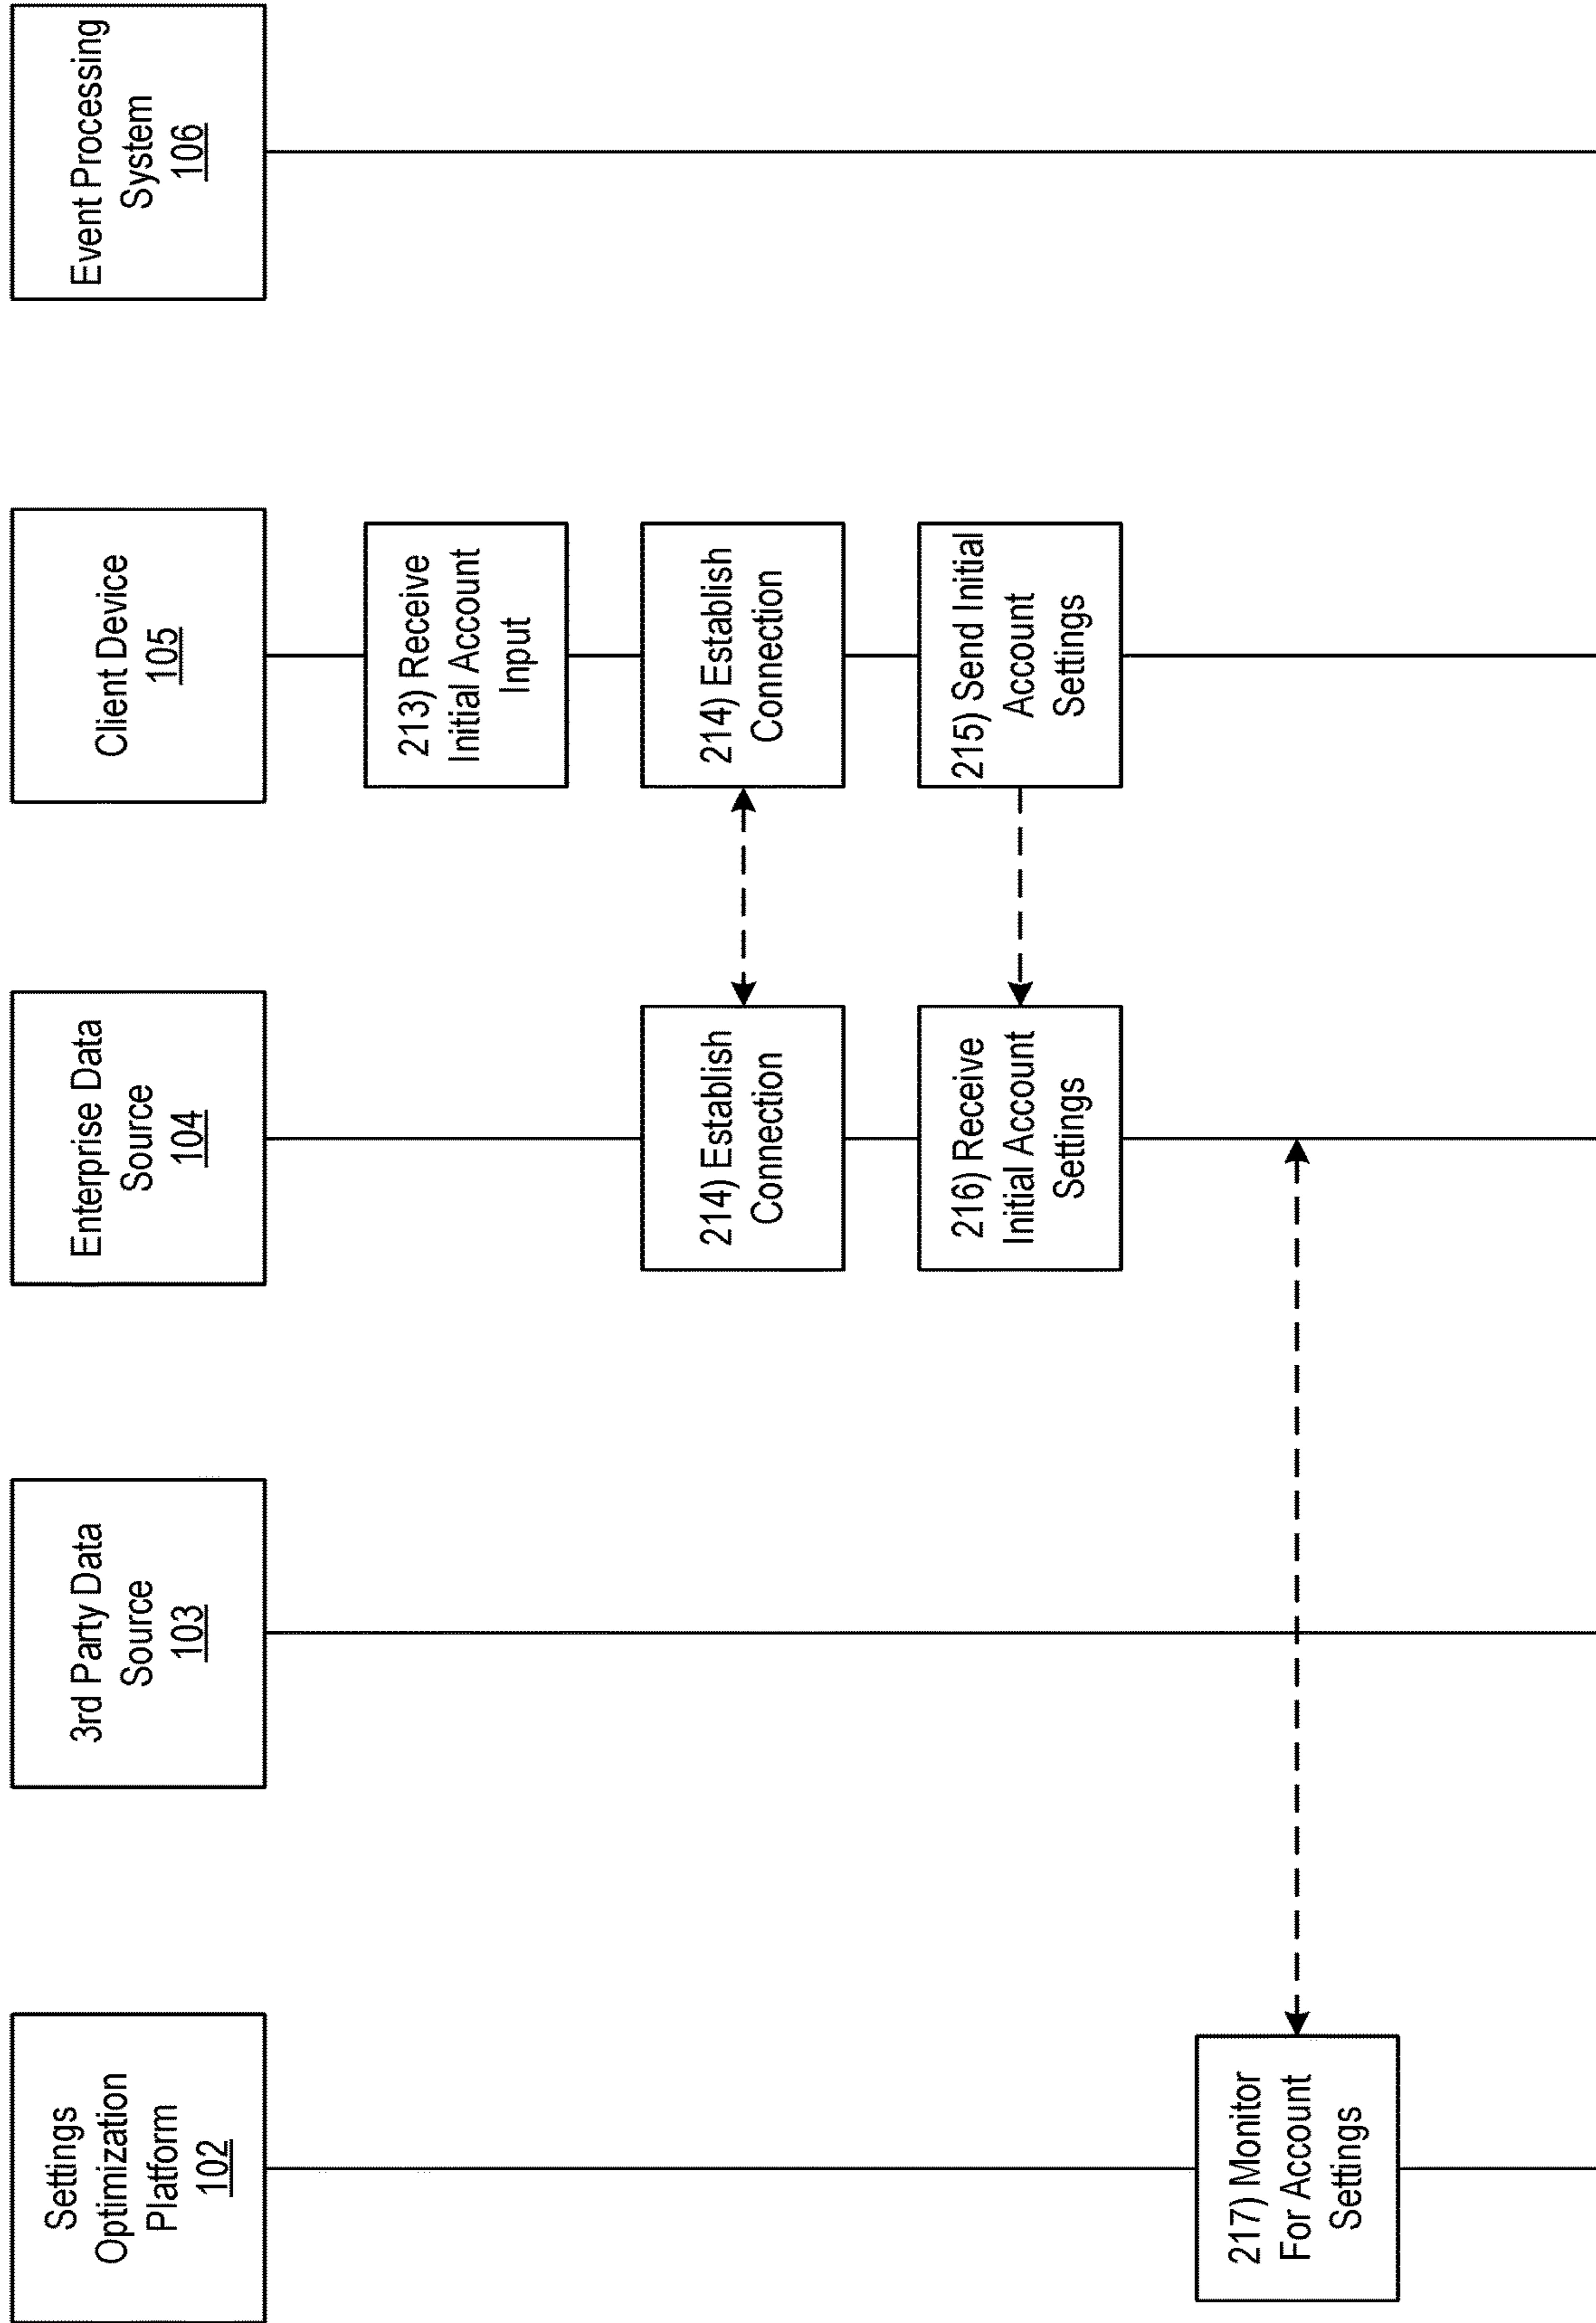 Settings
Optimization
Platform
102
3rd Party Data
Source
103
Enterprise Data
Source
104
Client Device
105
Event Processing
System
106
213) Receive
Initial Account
Input
214) Establish
Connection
214) Establish
Connection
216) Receive
Initial Account
Settings
215) Send Initial
Account
Settings
217) Monitor
For Account
Settings